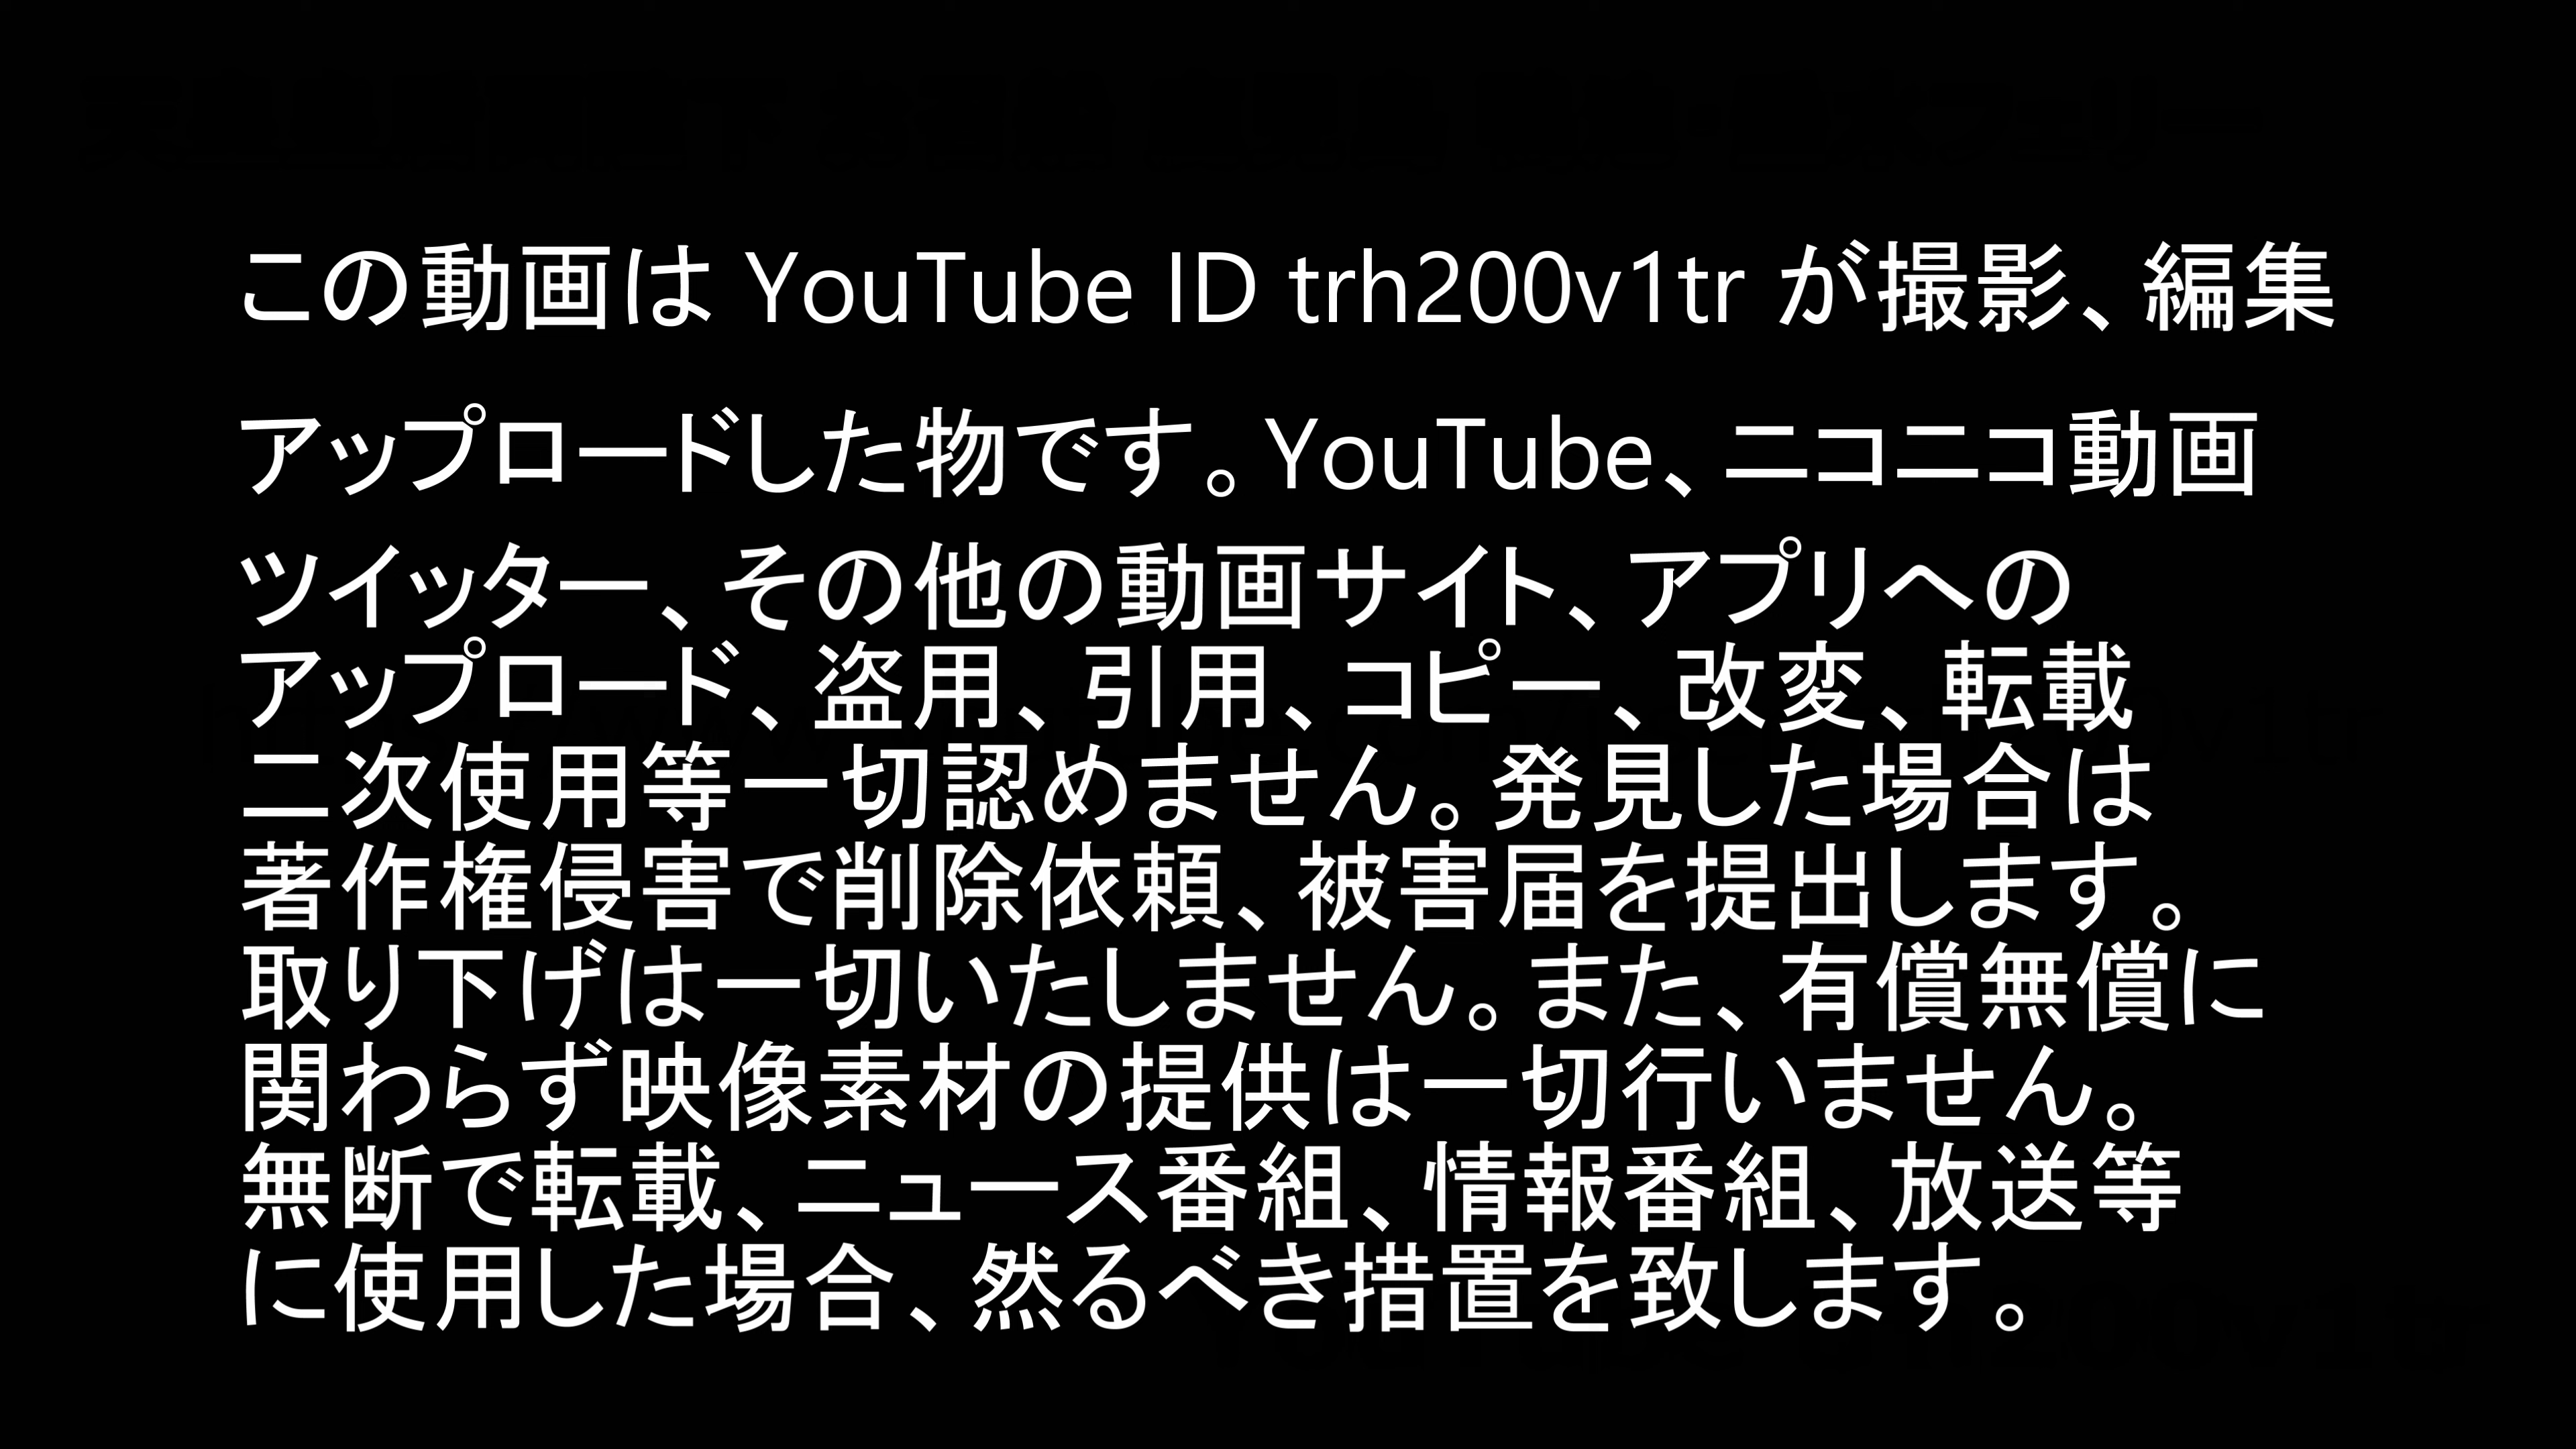 この動画は YouTube ID trh200v1tr が撮影、編集
アップロードした物です。YouTube、ニコニコ動画
ツイッター、その他の動画サイト、アプリへの
アップロード、盗用、引用、コピー、改変、転載
二次使用等一切認めません。発見した場合は
著作権侵害で削除依頼、被害届を提出します。
取り下げは一切いたしません。また、有償無償に
関わらず映像素材の提供は一切行いません。
無断で転載、ニュース番組、情報番組、放送等
に使用した場合、然るべき措置を致します。